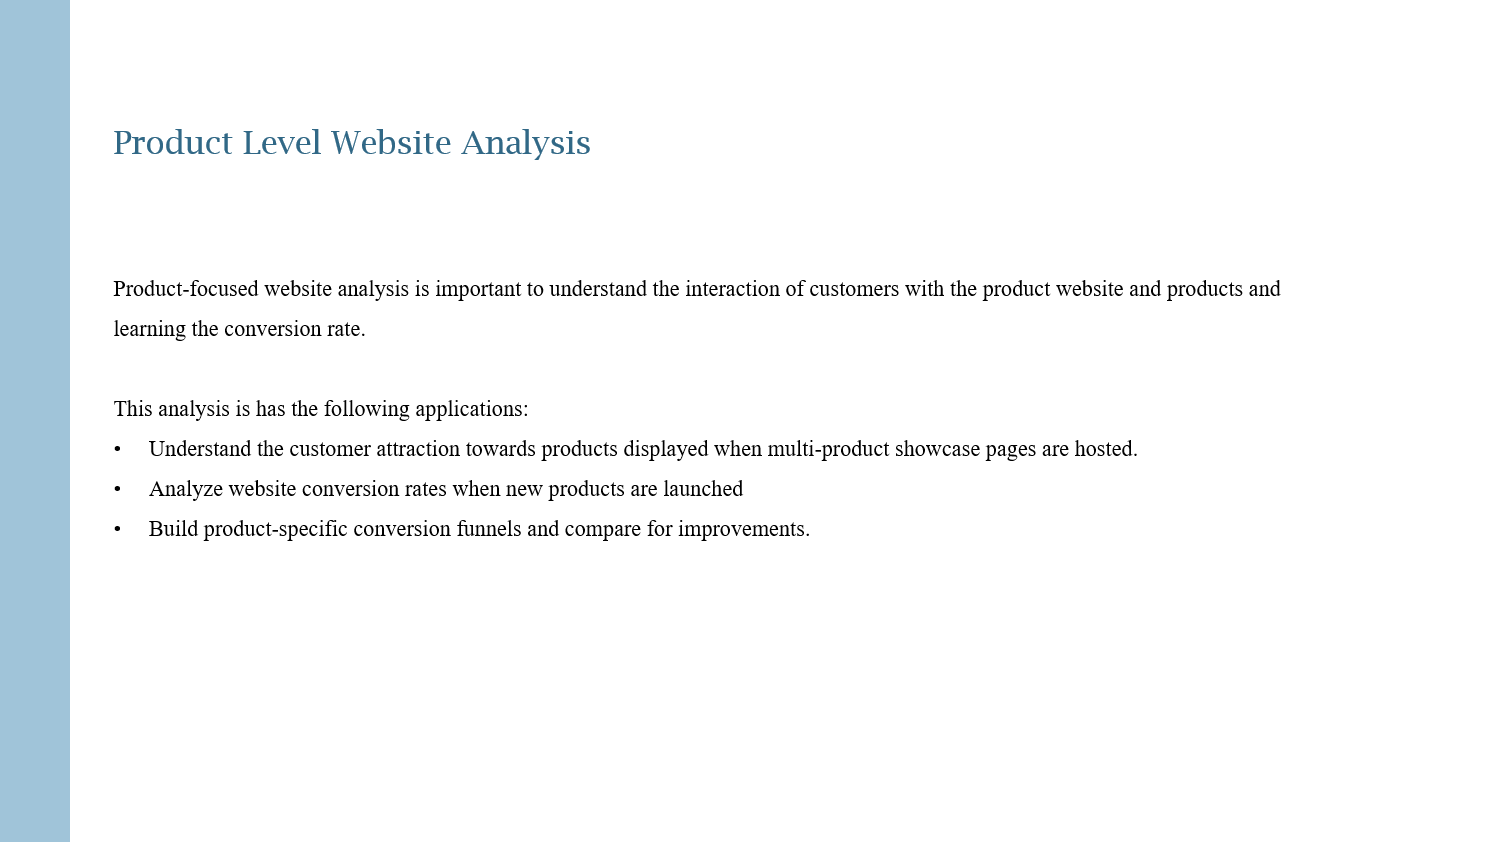 Product Level Website Analysis
Product-focused website analysis is important to understand the interaction of customers with the product website and products and
learning the conversion rate.
This analysis is has the following applications:
• Understand the customer attraction towards products displayed when multi-product showcase pages are hosted.
• Analyze website conversion rates when new products are launched
• Build product-specific conversion funnels and compare for improvements.